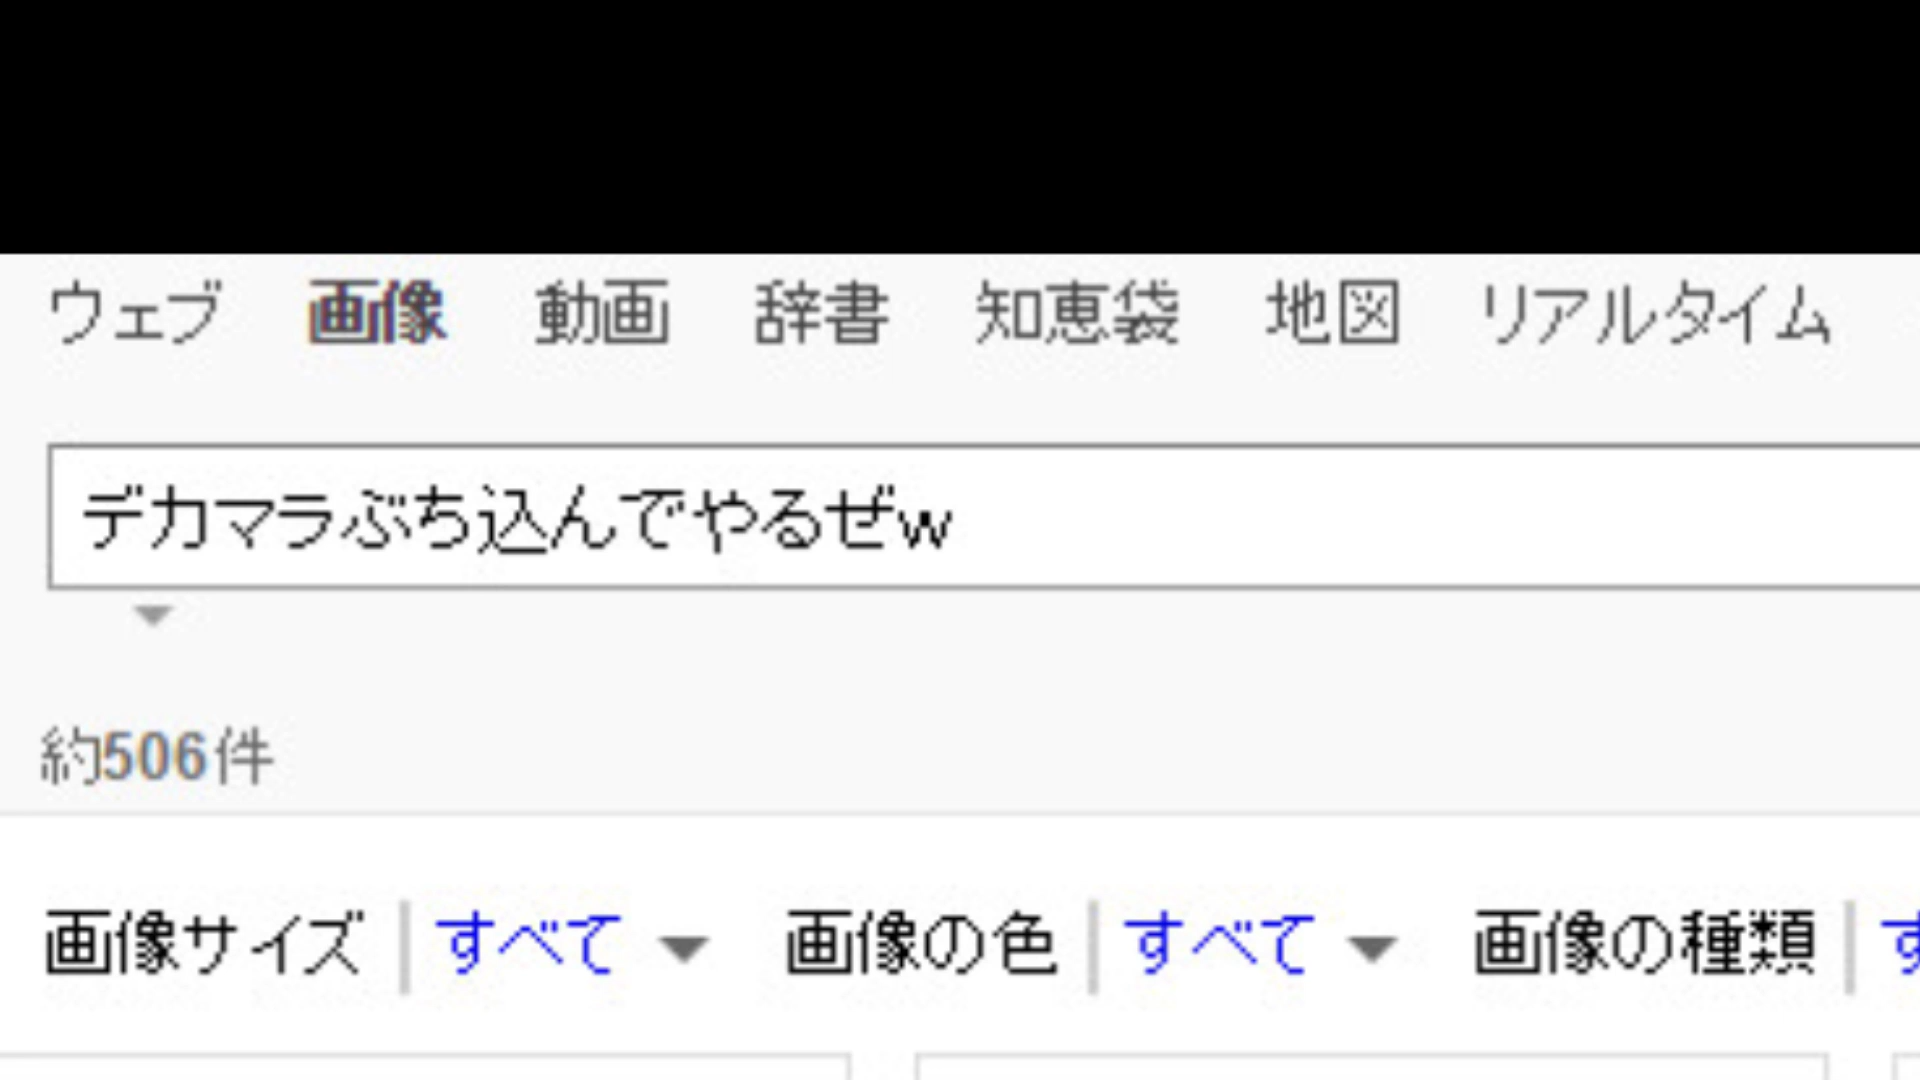 ウェブ 画像 動画 辞書 知恵袋 地図 リアルタイム
デカマラぶち込んでやるぜw
約506件
画像サイズ すべて 画像の色 すべて 画像の種類 す